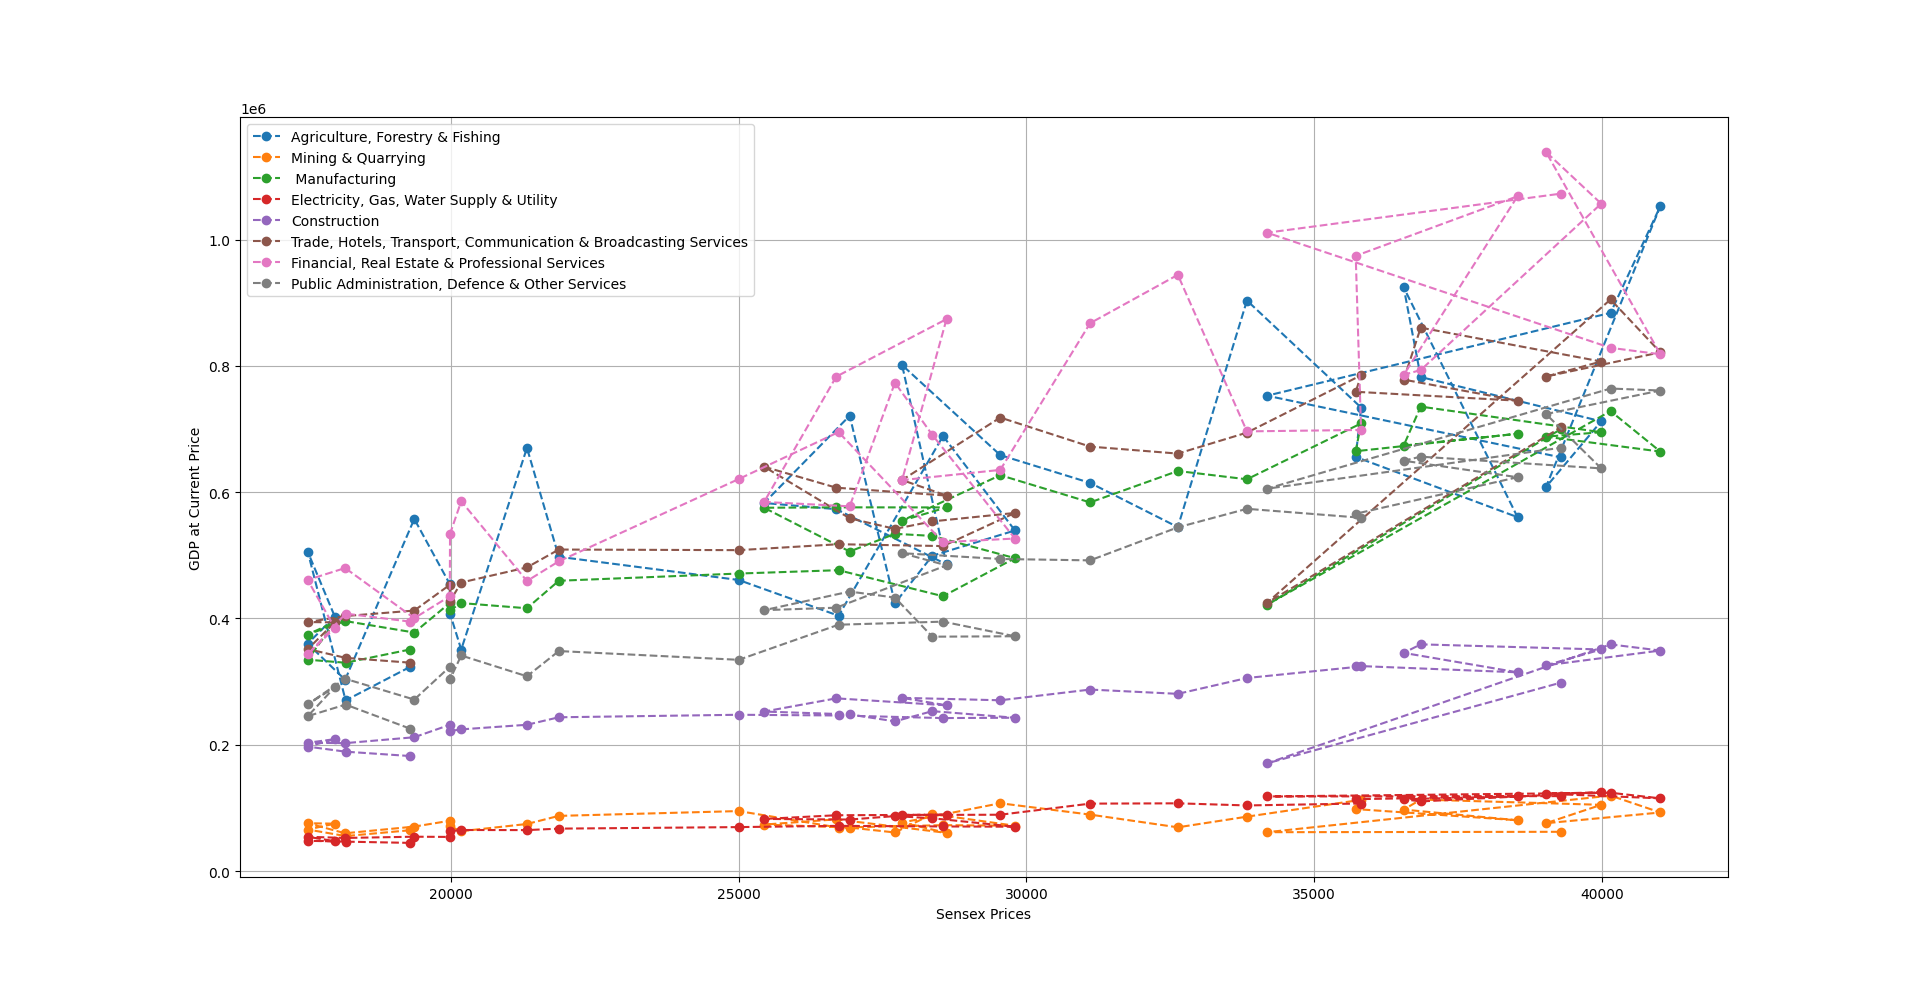 1e6
Agriculture, Forestry & Fishing
Mining & Quarrying
Manufacturing
Electricity, Gas, Water Supply & Utility
Construction
Trade, Hotels, Transport, Communication & Broadcasting Services
Financial, Real Estate & Professional Services
Public Administration, Defence & Other Services
GDP at Current Price
1.0
0.8
0.6
0.4
0.2
0.0
20000 25000 30000 35000 40000
Sensex Prices